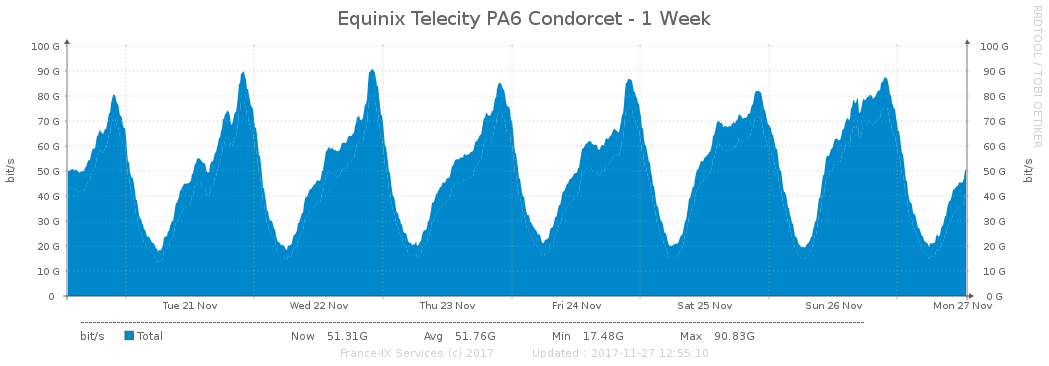 Equinix Telecity PA6 Condorcet - 1 Week
RRDTOOL / TOBI OETIKER
bit/s
100 G
90 G
80 G
70 G
60 G
50 G
40 G
30 G
20 G
10 G
0
100 G
90 G
80 G
70 G
60 G
50 G
40 G
30 G
20 G
10 G
0 G
bit/s
Tue 21 Nov Wed 22 Nov Thu 23 Nov Fri 24 Nov Sat 25 Nov Sun 26 Nov Mon 27 Nov
bit/s Total Now 51.31G Avg 51.76G Min 17.48G Max 90.83G
France-IX Services (c) 2017 Updated : 2017-11-27 12:55:10